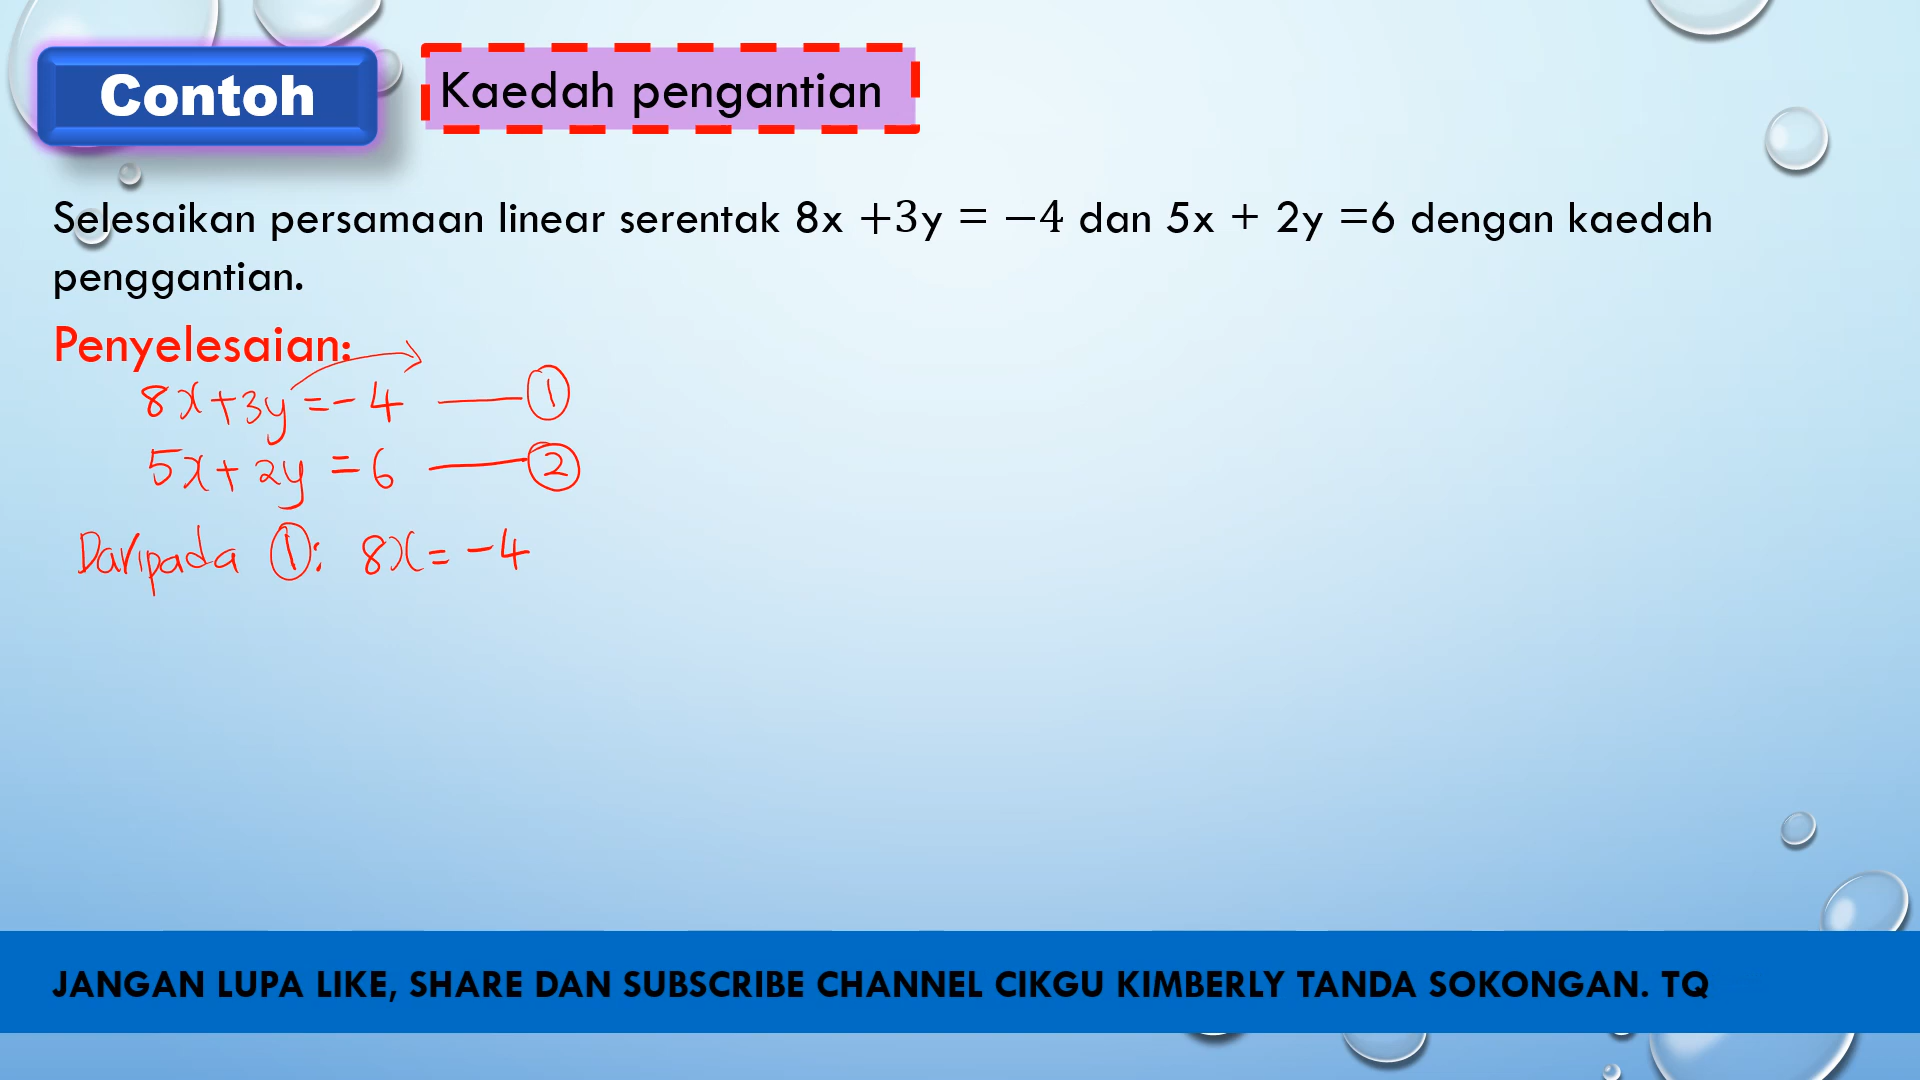 Contoh
Kaedah pengantian
Selesaikan persamaan linear serentak 8x +3y = −4 dan 5x + 2y =6 dengan kaedah
penggantian.
Penyelesaian:
8x+3y=-4 —— ①
5x+2y=6 —— ②
Daripada ①: 8x= -4
JANGAN LUPA LIKE, SHARE DAN SUBSCRIBE CHANNEL CIKGU KIMBERLY TANDA SOKONGAN. TQ